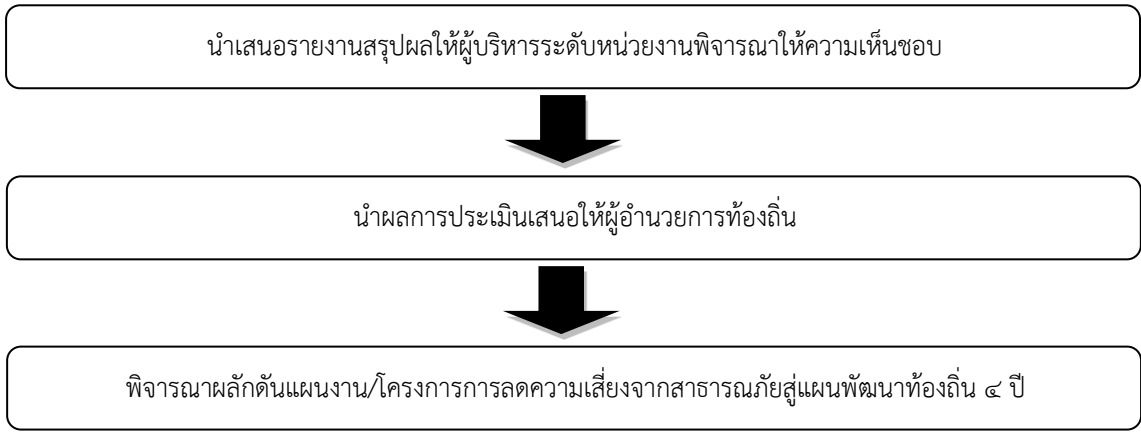 นำเสนอรายงานสรุปผลให้ผู้บริหารระดับหน่วยงานพิจารณาให้ความเห็นชอบ
นำผลการประเมินเสนอให้ผู้อำนวยการท้องถิ่น
พิจารณาผลักดันแผนงาน/โครงการการลดความเสี่ยงจากสาธารณภัยสู่แผนพัฒนาท้องถิ่น ๔ ปี